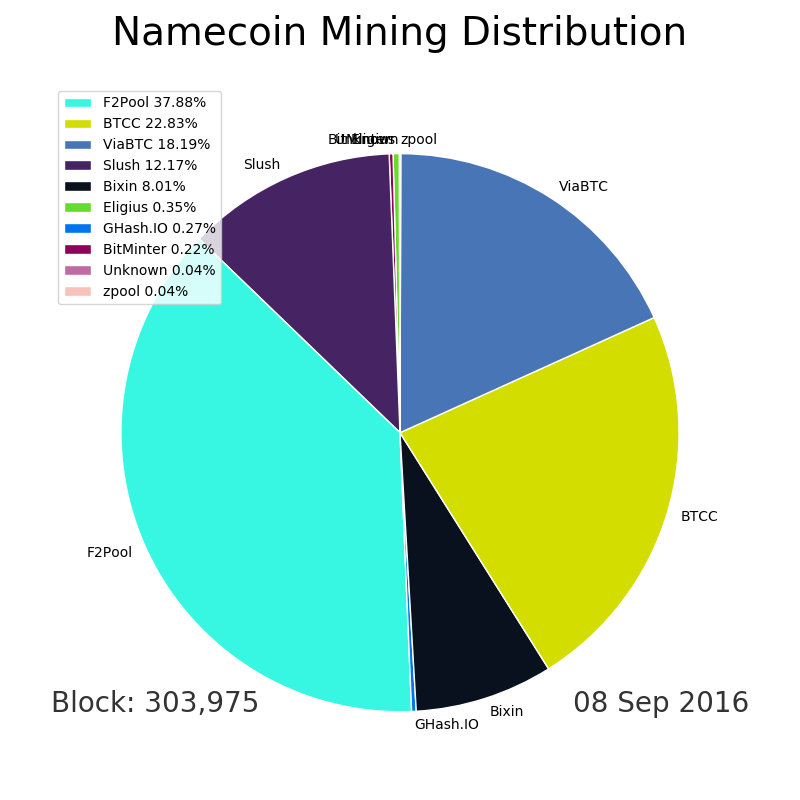 Namecoin Mining Distribution
F2Pool 37.88%
BTCC 22.83%
ViaBTC 18.19%
Slush 12.17%
Bixin 8.01%
Eligius 0.35%
GHash.IO 0.27%
BitMinter 0.22%
Unknown 0.04%
zpool 0.04%
zpool
Slush
ViaBTC
BTCC
F2Pool
Bixin
GHash.IO
Block: 303,975
08 Sep 2016